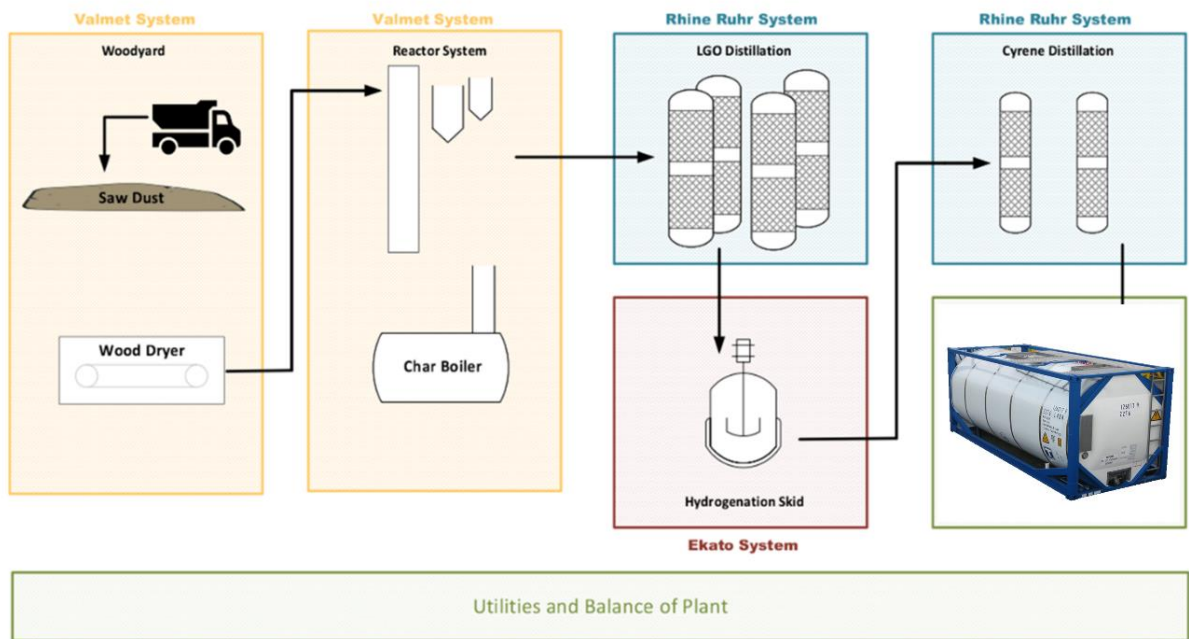 Valmet System
Valmet System
Rhine Ruhr System
Rhine Ruhr System
Woodyard
Reactor System
LGO Distillation
Cyrene Distillation
Saw Dust
Wood Dryer
Char Boiler
Hydrogenation Skid
Ekato System
Utilities and Balance of Plant